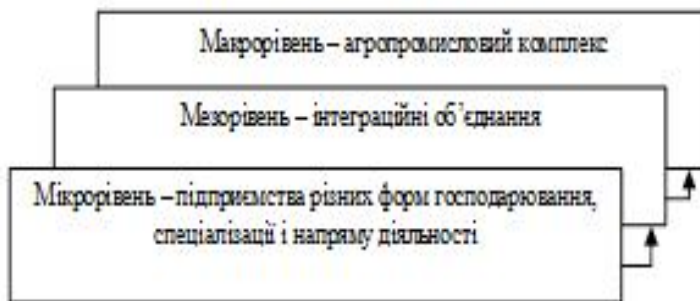 Макрорівень – агропромисловий комплекс
Мезорівень – інтеграційні об’єднання
Мікрорівень – підприємства різних форм господарювання,
спеціалізації і напряму діяльності